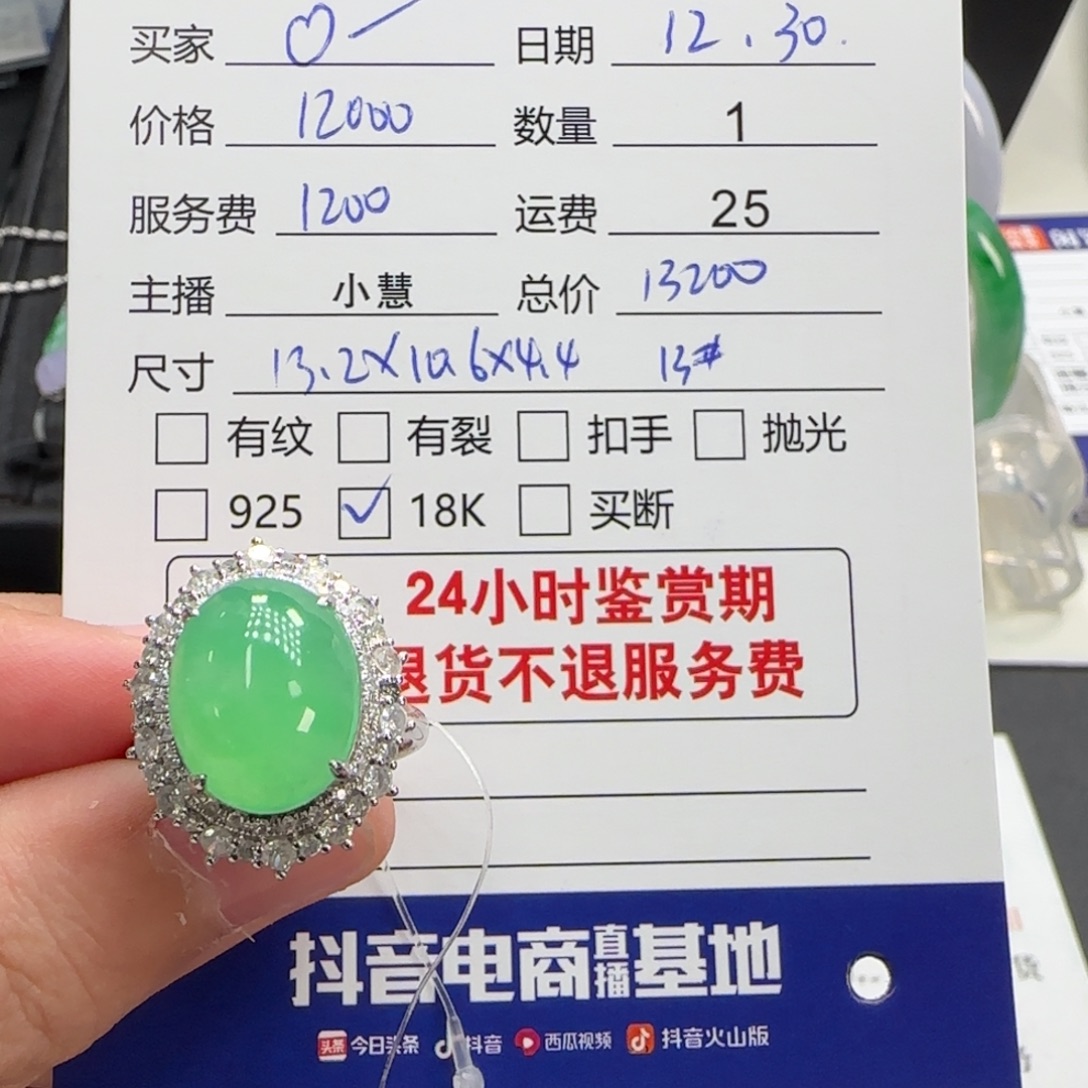 买家 日期 12.30.
价格 12000 数量 1
服务费 1200 运费 25
主播 小慧 总价 13200
尺寸 13.2X10.6X4.4 13#
有纹 有裂 扣手 抛光
925 18K 买断
24小时鉴赏期
退货不退服务费
抖音电商直播基地
头条 今日头条 抖音 西瓜视频 抖音火山版